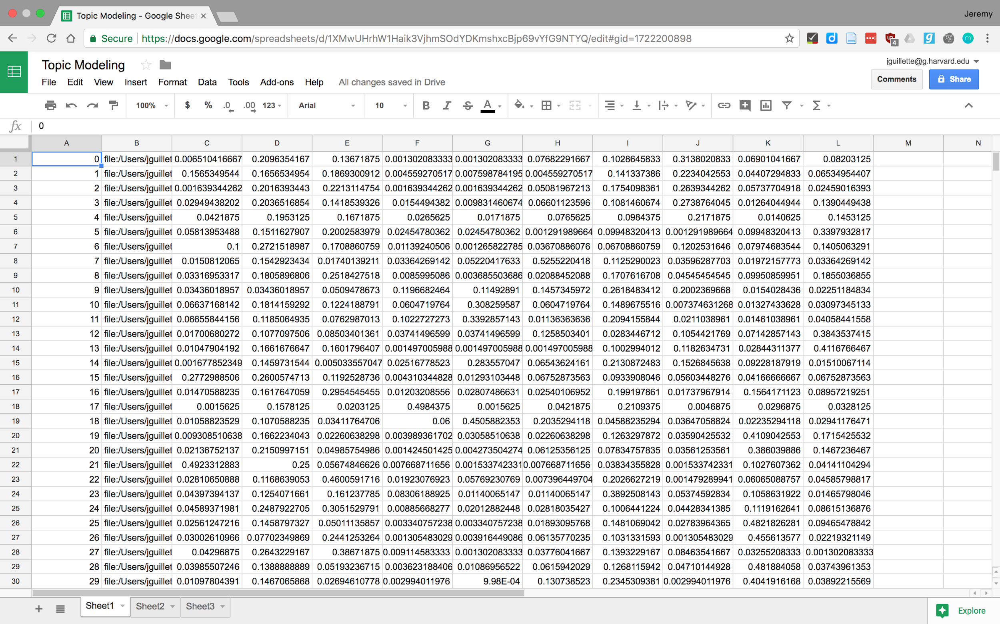 Topic Modeling - Google Sheet
Jeremy
Secure https://docs.google.com/spreadsheets/d/1XMwUHrhW1Haik3VjhmSOdYDKmshxcBjp69vYfG9NTYQ/edit#gid=1722200898
4
Topic Modeling
jguillette@g.harvard.edu
File Edit View Insert Format Data Tools Add-ons Help All changes saved in Drive
Comments Share
100% $ % .0 .00 123 Arial 10 B I S A
fx 0
A B C D E F G H I J K L M N
1 0 file:/Users/jguillet 0.006510416667 0.2096354167 0.13671875 0.001302083333 0.001302083333 0.07682291667 0.1028645833 0.3138020833 0.06901041667 0.08203125
2 1 file:/Users/jguillet 0.1565349544 0.1656534954 0.1869300912 0.004559270517 0.007598784195 0.004559270517 0.141337386 0.2234042553 0.04407294833 0.06534954407
3 2 file:/Users/jguillet 0.001639344262 0.2016393443 0.2213114754 0.001639344262 0.001639344262 0.05081967213 0.1754098361 0.2639344262 0.05737704918 0.02459016393
4 3 file:/Users/jguillet 0.02949438202 0.2036516854 0.1418539326 0.0154494382 0.009831460674 0.06601123596 0.1081460674 0.2738764045 0.01264044944 0.1390449438
5 4 file:/Users/jguillet 0.0421875 0.1953125 0.1671875 0.0265625 0.0171875 0.0765625 0.0984375 0.2171875 0.0140625 0.1453125
6 5 file:/Users/jguillet 0.05813953488 0.1511627907 0.2002583979 0.02454780362 0.02454780362 0.001291989664 0.09948320413 0.001291989664 0.09948320413 0.3397932817
7 6 file:/Users/jguillet 0.1 0.2721518987 0.1708860759 0.01139240506 0.001265822785 0.03670886076 0.06708860759 0.1202531646 0.07974683544 0.1405063291
8 7 file:/Users/jguillet 0.0150812065 0.1542923434 0.01740139211 0.03364269142 0.05220417633 0.5255220418 0.1125290023 0.03596287703 0.01972157773 0.03364269142
9 8 file:/Users/jguillet 0.03316953317 0.1805896806 0.2518427518 0.0085995086 0.003685503686 0.02088452088 0.1707616708 0.04545454545 0.09950859951 0.1855036855
10 9 file:/Users/jguillet 0.03436018957 0.03436018957 0.0509478673 0.1196682464 0.11492891 0.1457345972 0.2618483412 0.2002369668 0.0154028436 0.02251184834
11 10 file:/Users/jguillet 0.06637168142 0.1814159292 0.1224188791 0.0604719764 0.308259587 0.0604719764 0.1489675516 0.007374631268 0.01327433628 0.03097345133
12 11 file:/Users/jguillet 0.06655844156 0.1185064935 0.0762987013 0.1022727273 0.3392857143 0.01136363636 0.2094155844 0.0211038961 0.01461038961 0.04058441558
13 12 file:/Users/jguillet 0.01700680272 0.1077097506 0.08503401361 0.03741496599 0.03741496599 0.1258503401 0.0283446712 0.1054421769 0.07142857143 0.3843537415
14 13 file:/Users/jguillet 0.01047904192 0.1661676647 0.1601796407 0.001497005988 0.001497005988 0.001497005988 0.1002994012 0.1182634731 0.02844311377 0.4116766467
15 14 file:/Users/jguillet 0.001677852349 0.1459731544 0.005033557047 0.02516778523 0.283557047 0.06543624161 0.2130872483 0.1526845638 0.09228187919 0.01510067114
16 15 file:/Users/jguillet 0.2772988506 0.2600574713 0.1192528736 0.004310344828 0.01293103448 0.06752873563 0.0933908046 0.05603448276 0.04166666667 0.06752873563
17 16 file:/Users/jguillet 0.01470588235 0.1617647059 0.2954545455 0.01203208556 0.02807486631 0.02540106952 0.199197861 0.01737967914 0.1564171123 0.08957219251
18 17 file:/Users/jguillet 0.0015625 0.1578125 0.0203125 0.4984375 0.0015625 0.0421875 0.2109375 0.0046875 0.0296875 0.0328125
19 18 file:/Users/jguillet 0.01058823529 0.1070588235 0.03411764706 0.06 0.4505882353 0.2035294118 0.04588235294 0.03647058824 0.02235294118 0.02941176471
20 19 file:/Users/jguillet 0.009308510638 0.1662234043 0.02260638298 0.003989361702 0.03058510638 0.02260638298 0.1263297872 0.03590425532 0.4109042553 0.1715425532
21 20 file:/Users/jguillet 0.02136752137 0.2150997151 0.04985754986 0.001424501425 0.004273504274 0.06125356125 0.07834757835 0.03561253561 0.386039886 0.1467236467
22 21 file:/Users/jguillet 0.4923312883 0.25 0.05674846626 0.007668711656 0.001533742331 0.007668711656 0.03834355828 0.001533742331 0.1027607362 0.04141104294
23 22 file:/Users/jguillet 0.02810650888 0.1168639053 0.4600591716 0.01923076923 0.05769230769 0.007396449704 0.2026627219 0.001479289941 0.06065088757 0.04585798817
24 23 file:/Users/jguillet 0.04397394137 0.1254071661 0.161237785 0.08306188925 0.01140065147 0.01140065147 0.3892508143 0.05374592834 0.1058631922 0.01465798046
25 24 file:/Users/jguillet 0.04589371981 0.2487922705 0.3051529791 0.00885668277 0.02012882448 0.02818035427 0.1006441224 0.04428341385 0.1119162641 0.08615136876
26 25 file:/Users/jguillet 0.02561247216 0.1458797327 0.05011135857 0.003340757238 0.003340757238 0.01893095768 0.1481069042 0.02783964365 0.4821826281 0.09465478842
27 26 file:/Users/jguillet 0.03002610966 0.07702349869 0.2441253264 0.001305483029 0.003916449086 0.06135770235 0.1031331593 0.001305483029 0.455613577 0.02219321149
28 27 file:/Users/jguillet 0.04296875 0.2643229167 0.38671875 0.009114583333 0.001302083333 0.03776041667 0.1393229167 0.08463541667 0.03255208333 0.001302083333
29 28 file:/Users/jguillet 0.03985507246 0.1388888889 0.05193236715 0.003623188406 0.01086956522 0.0615942029 0.1268115942 0.04710144928 0.481884058 0.03743961353
30 29 file:/Users/jguillet 0.01097804391 0.1467065868 0.02694610778 0.002994011976 9.98E-04 0.130738523 0.2345309381 0.002994011976 0.4041916168 0.03892215569
Sheet1 Sheet2 Sheet3 Explore